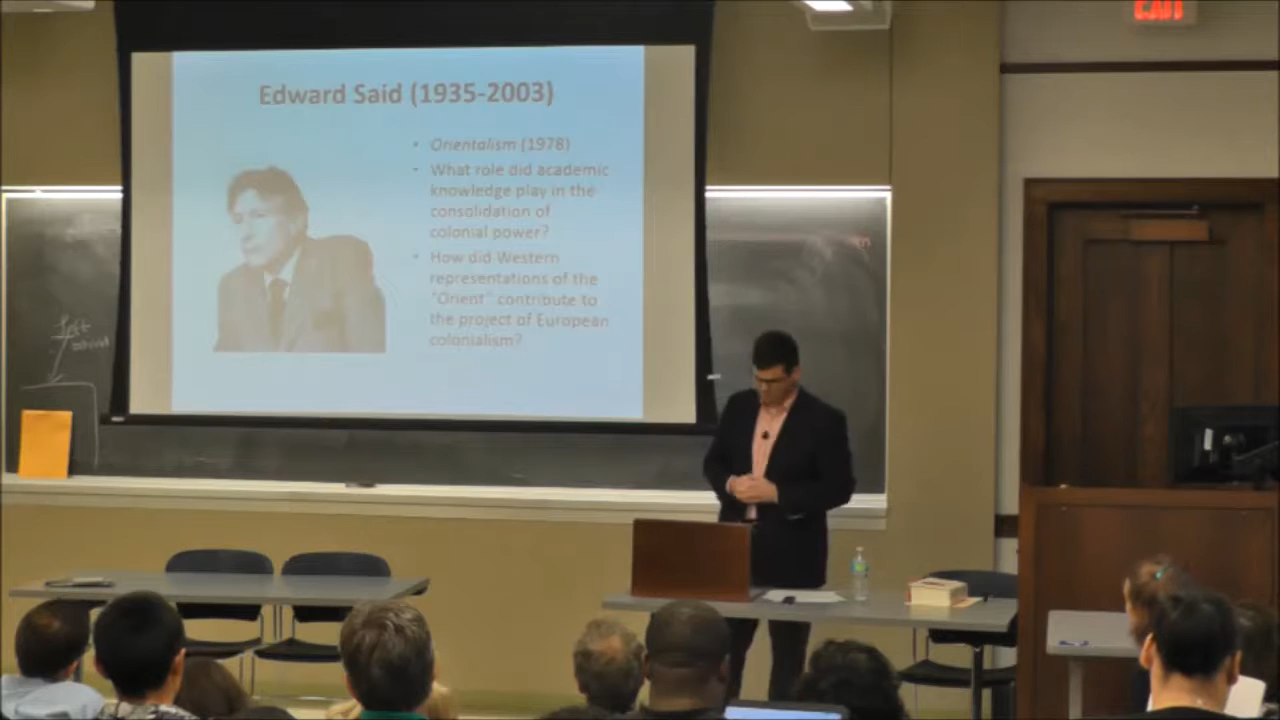 EXIT
Edward Said (1935-2003)
• Orientalism (1978)
• What role did academic
knowledge play in the
consolidation of
colonial power?
• How did Western
representations of the
"Orient" contribute to
the project of European
colonialism?
Left